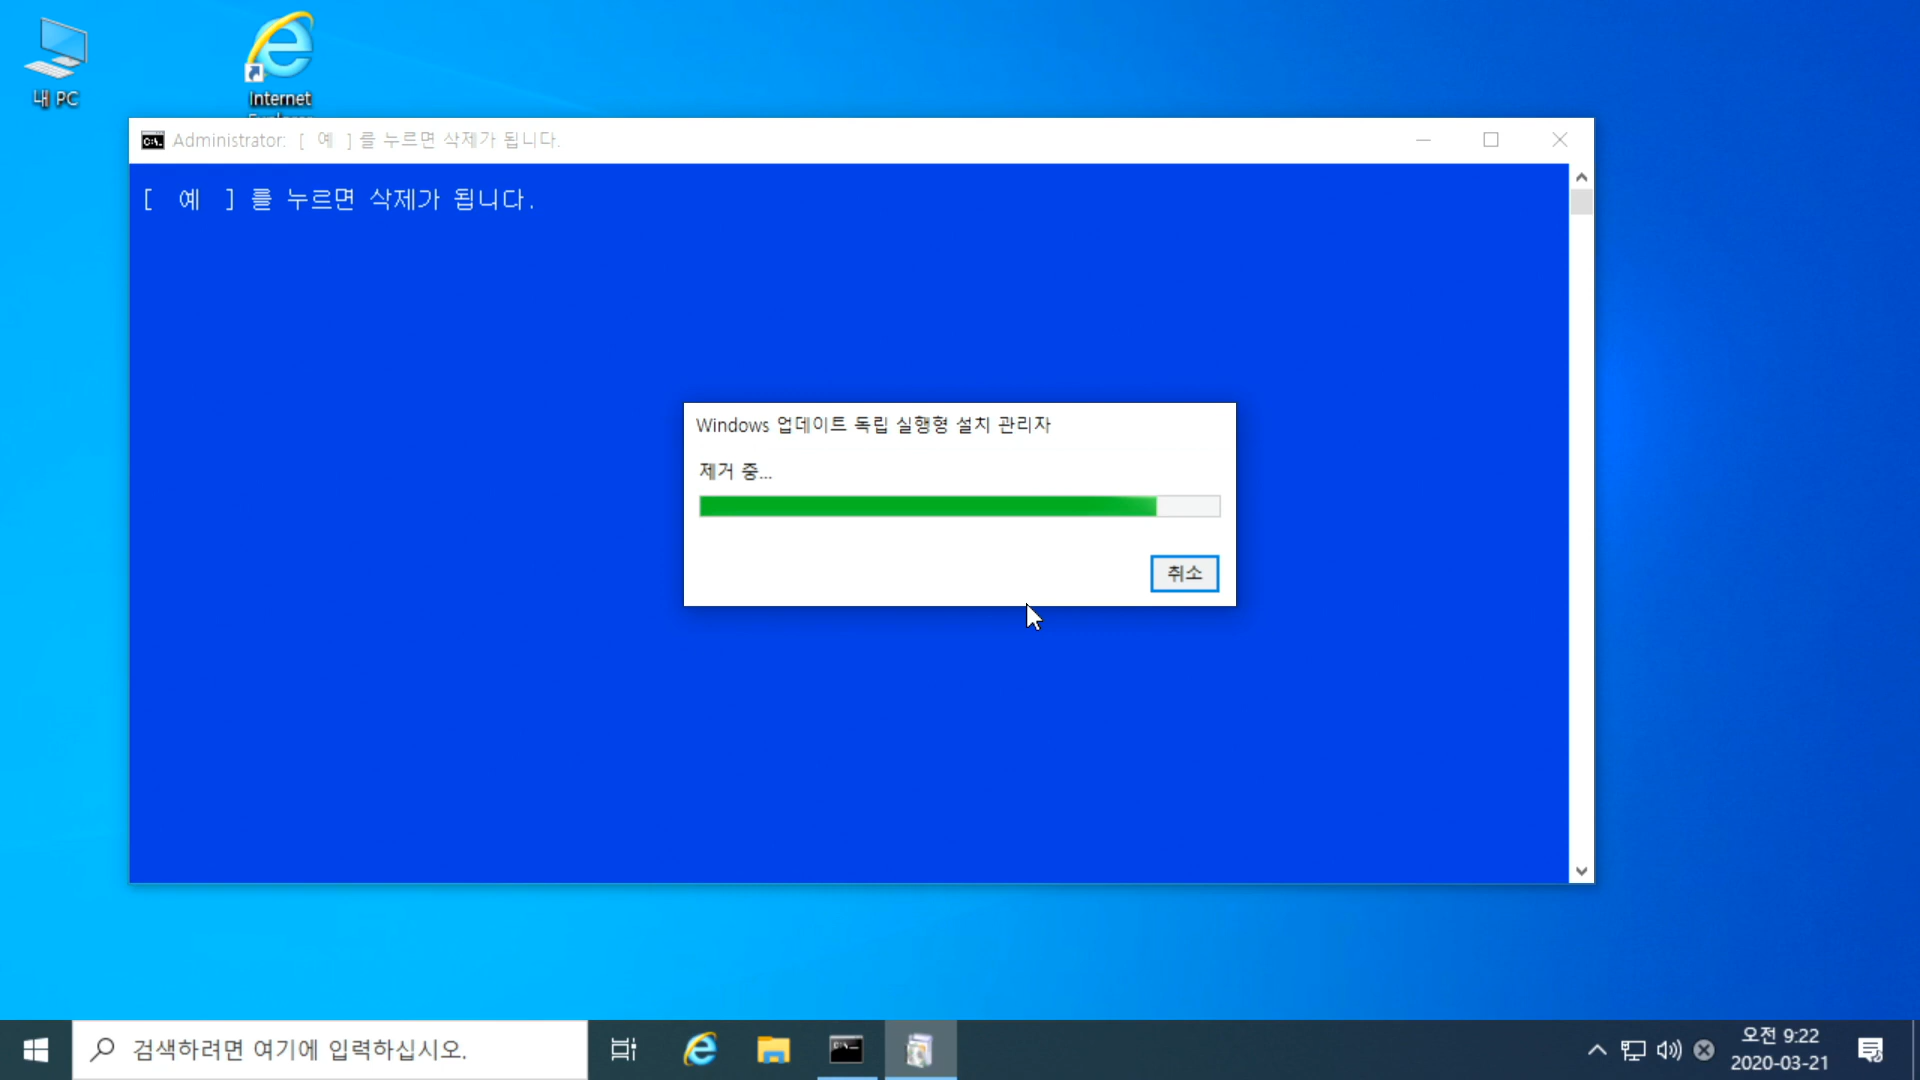 내 PC
Internet
Explorer
Administrator: [ 예 ] 를 누르면 삭제가 됩니다.
[ 예 ] 를 누르면 삭제가 됩니다.
Windows 업데이트 독립 실행형 설치 관리자
제거 중...
취소
검색하려면 여기에 입력하십시오.
오전 9:22
2020-03-21